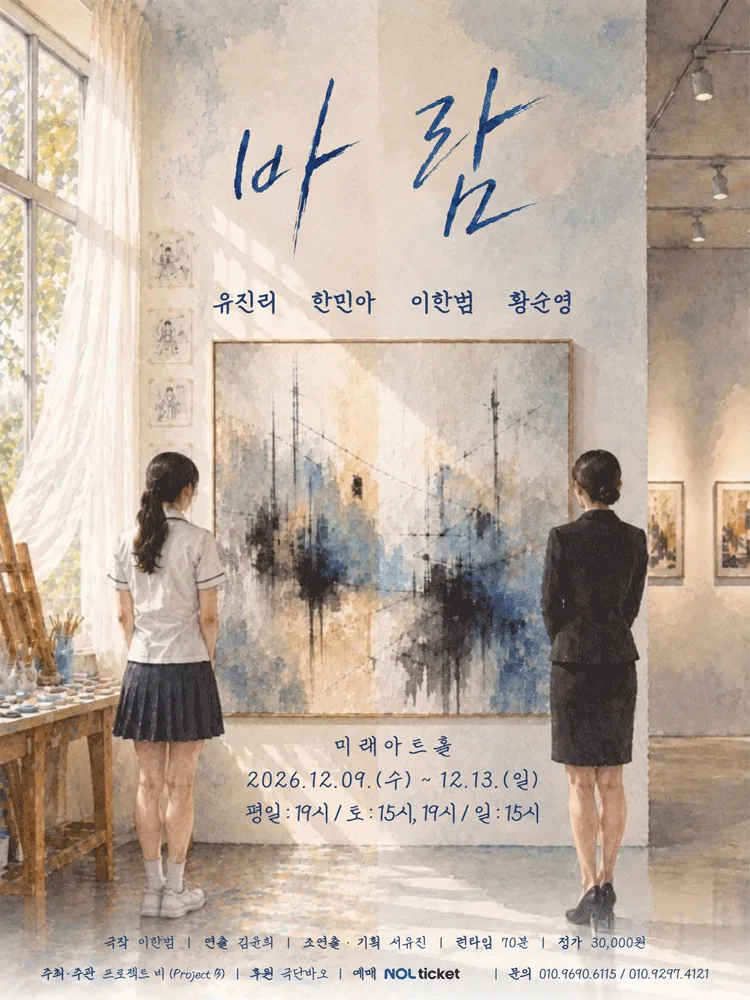 바람
유진리 한민아 이한범 황순영
미래아트홀
2026.12.09.(수) ~ 12.13.(일)
평일 : 19시 / 토 : 15시, 19시 / 일 : 15시
극작 이한범 | 연출 김윤희 | 조연출·기획 서유진 | 런타임 70분 | 정가 30,000원
주최·주관 프로젝트 비 (Project) | 후원 극단바오 | 예매 NOL ticket | 문의 010.9690.6115 / 010.9297.4121